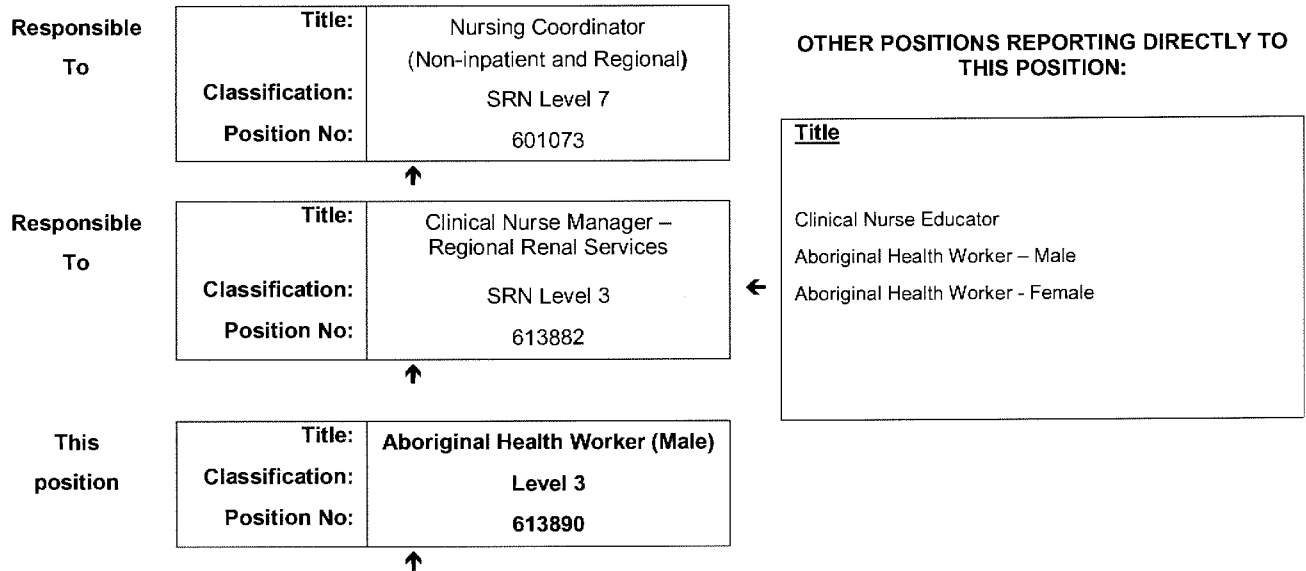 Responsible
To
Title:
Nursing Coordinator
(Non-inpatient and Regional)
Classification:
SRN Level 7
Position No:
601073
OTHER POSITIONS REPORTING DIRECTLY TO
THIS POSITION:
Responsible
To
Title:
Clinical Nurse Manager –
Regional Renal Services
Classification:
SRN Level 3
Position No:
613882
Title
Clinical Nurse Educator
Aboriginal Health Worker – Male
Aboriginal Health Worker - Female
This
position
Title:
Aboriginal Health Worker (Male)
Classification:
Level 3
Position No:
613890